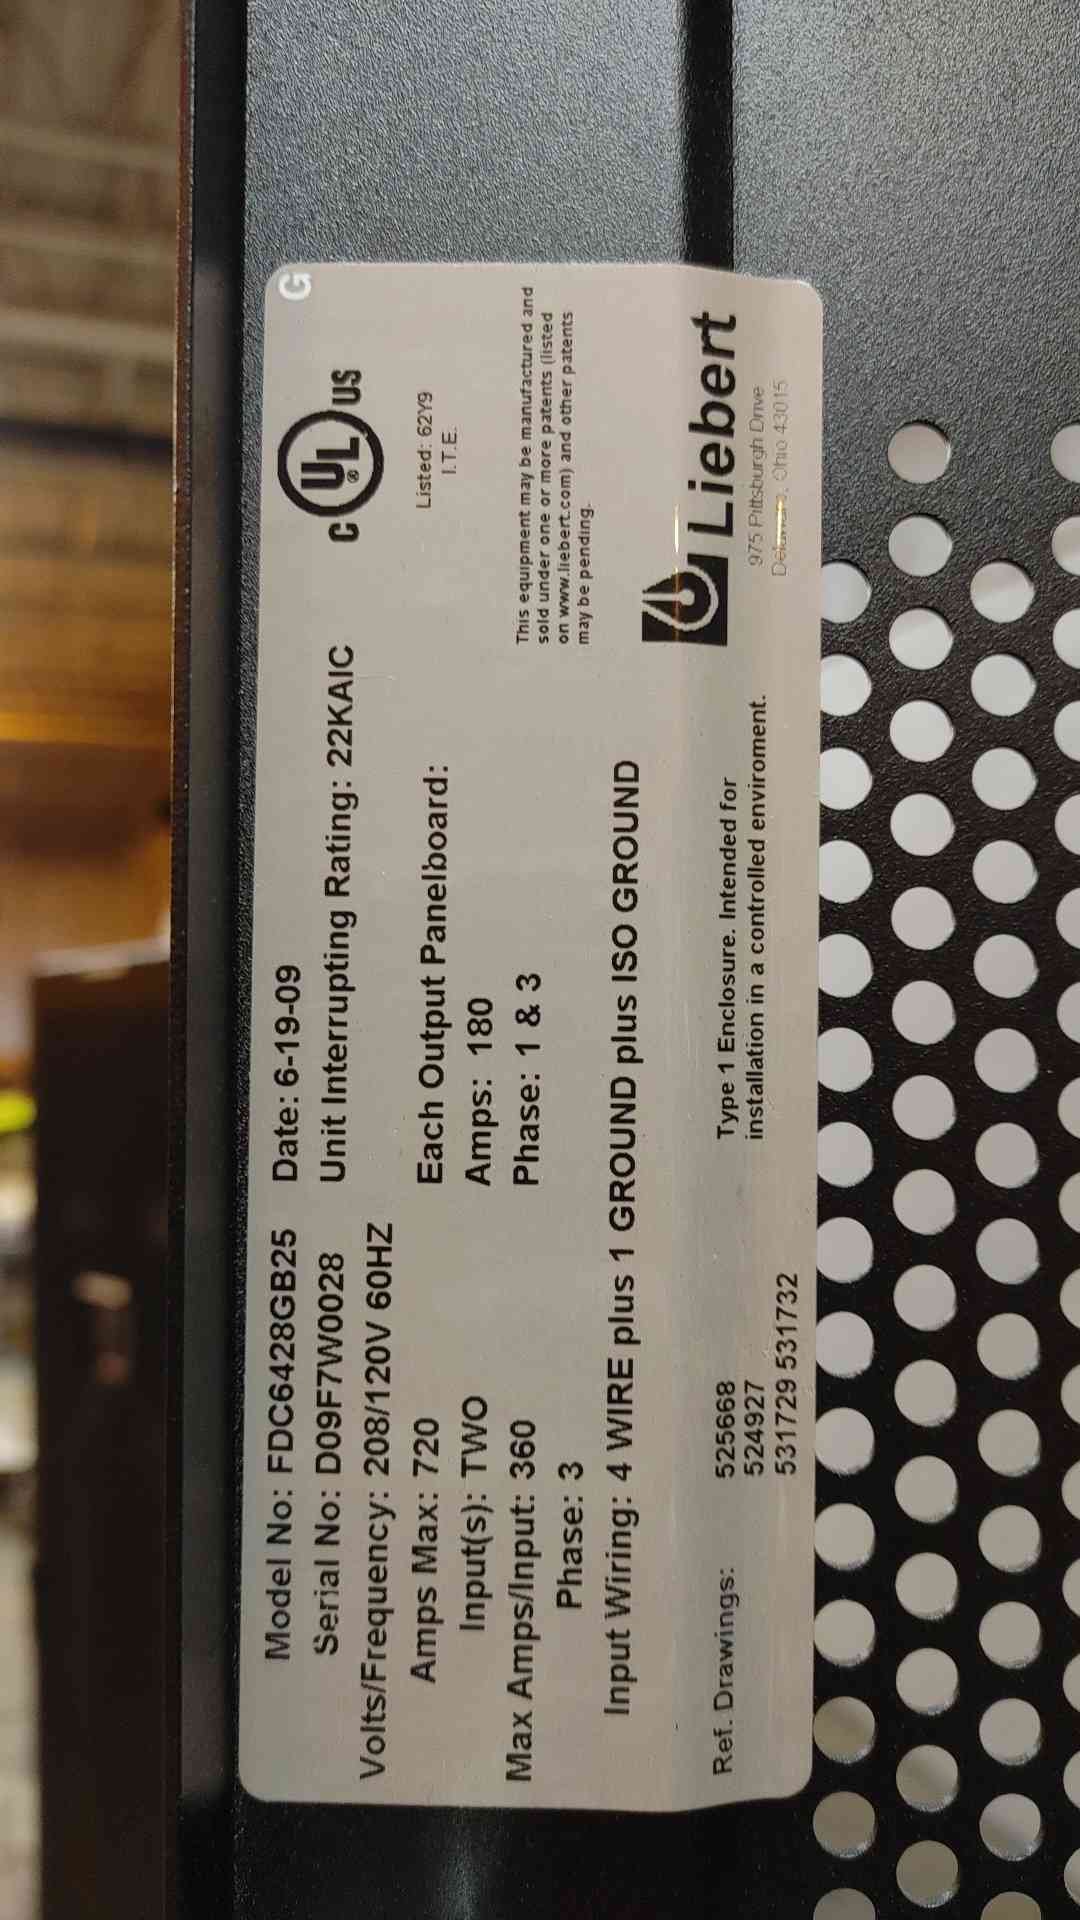 Model No: FDC6428GB25
Date: 6-19-09
Serial No: D09F7W0028
Unit Interrupting Rating: 22KAIC
Volts/Frequency: 208/120V 60HZ
Amps Max: 720
Input(s): TWO
Max Amps/Input: 360
Phase: 3
Each Output Panelboard:
Amps: 180
Phase: 1 & 3
Input Wiring: 4 WIRE plus 1 GROUND plus ISO GROUND
G
C UL ® US
Listed: 62Y9
I.T.E.
This equipment may be manufactured and
sold under one or more patents (listed
on www.liebert.com) and other patents
may be pending.
Ref. Drawings: 525668
524927
531729 531732
Type 1 Enclosure. Intended for
installation in a controlled enviroment.
Liebert
975 Pittsburgh Drive
Delaware, Ohio 43015